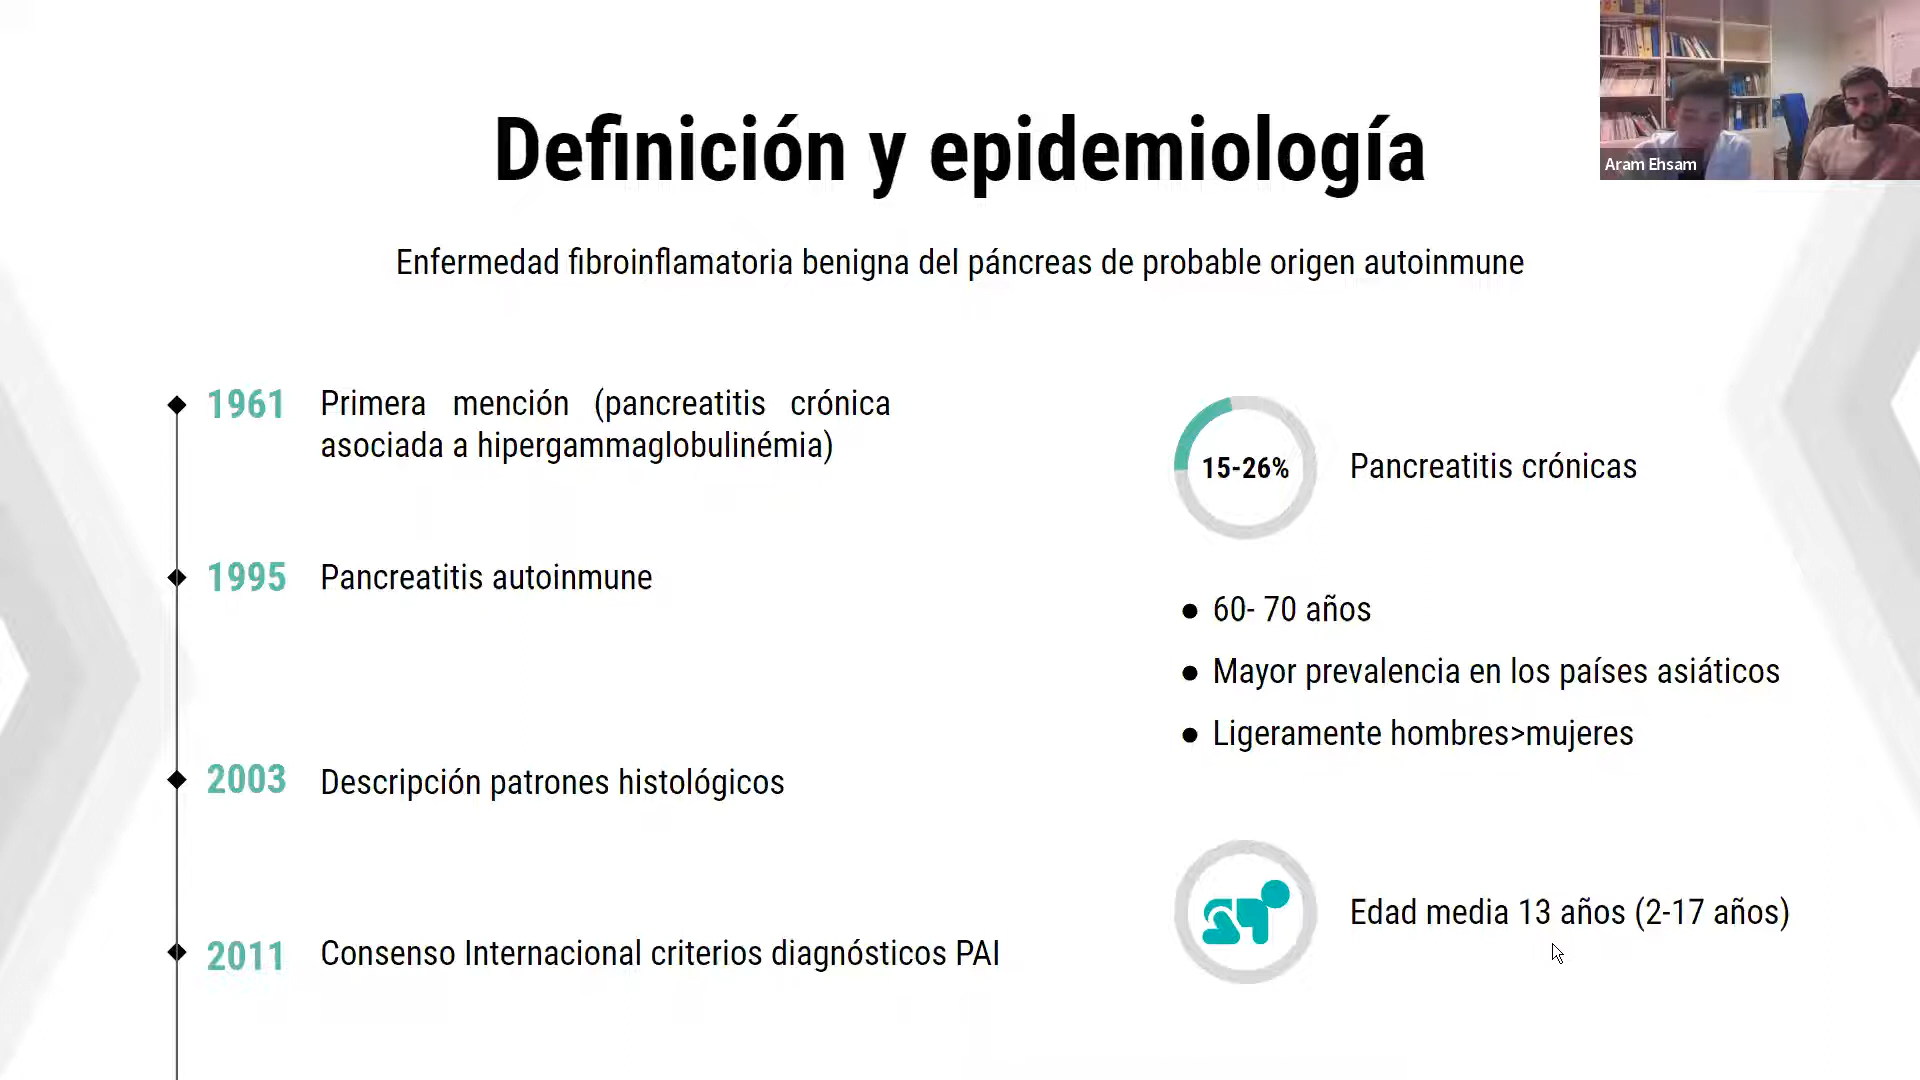 Definición y epidemiología
Aram Ehsam
Enfermedad fibroinflamatoria benigna del páncreas de probable origen autoinmune
1961 Primera mención (pancreatitis crónica
asociada a hipergammaglobulinémia)
1995 Pancreatitis autoinmune
2003 Descripción patrones histológicos
2011 Consenso Internacional criterios diagnósticos PAI
15-26% Pancreatitis crónicas
● 60- 70 años
● Mayor prevalencia en los países asiáticos
● Ligeramente hombres>mujeres
Edad media 13 años (2-17 años)